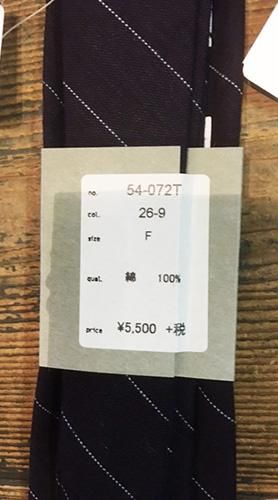 no. 54-072T
col. 26-9
size F
qual. 綿 100%
price ¥5,500 +税